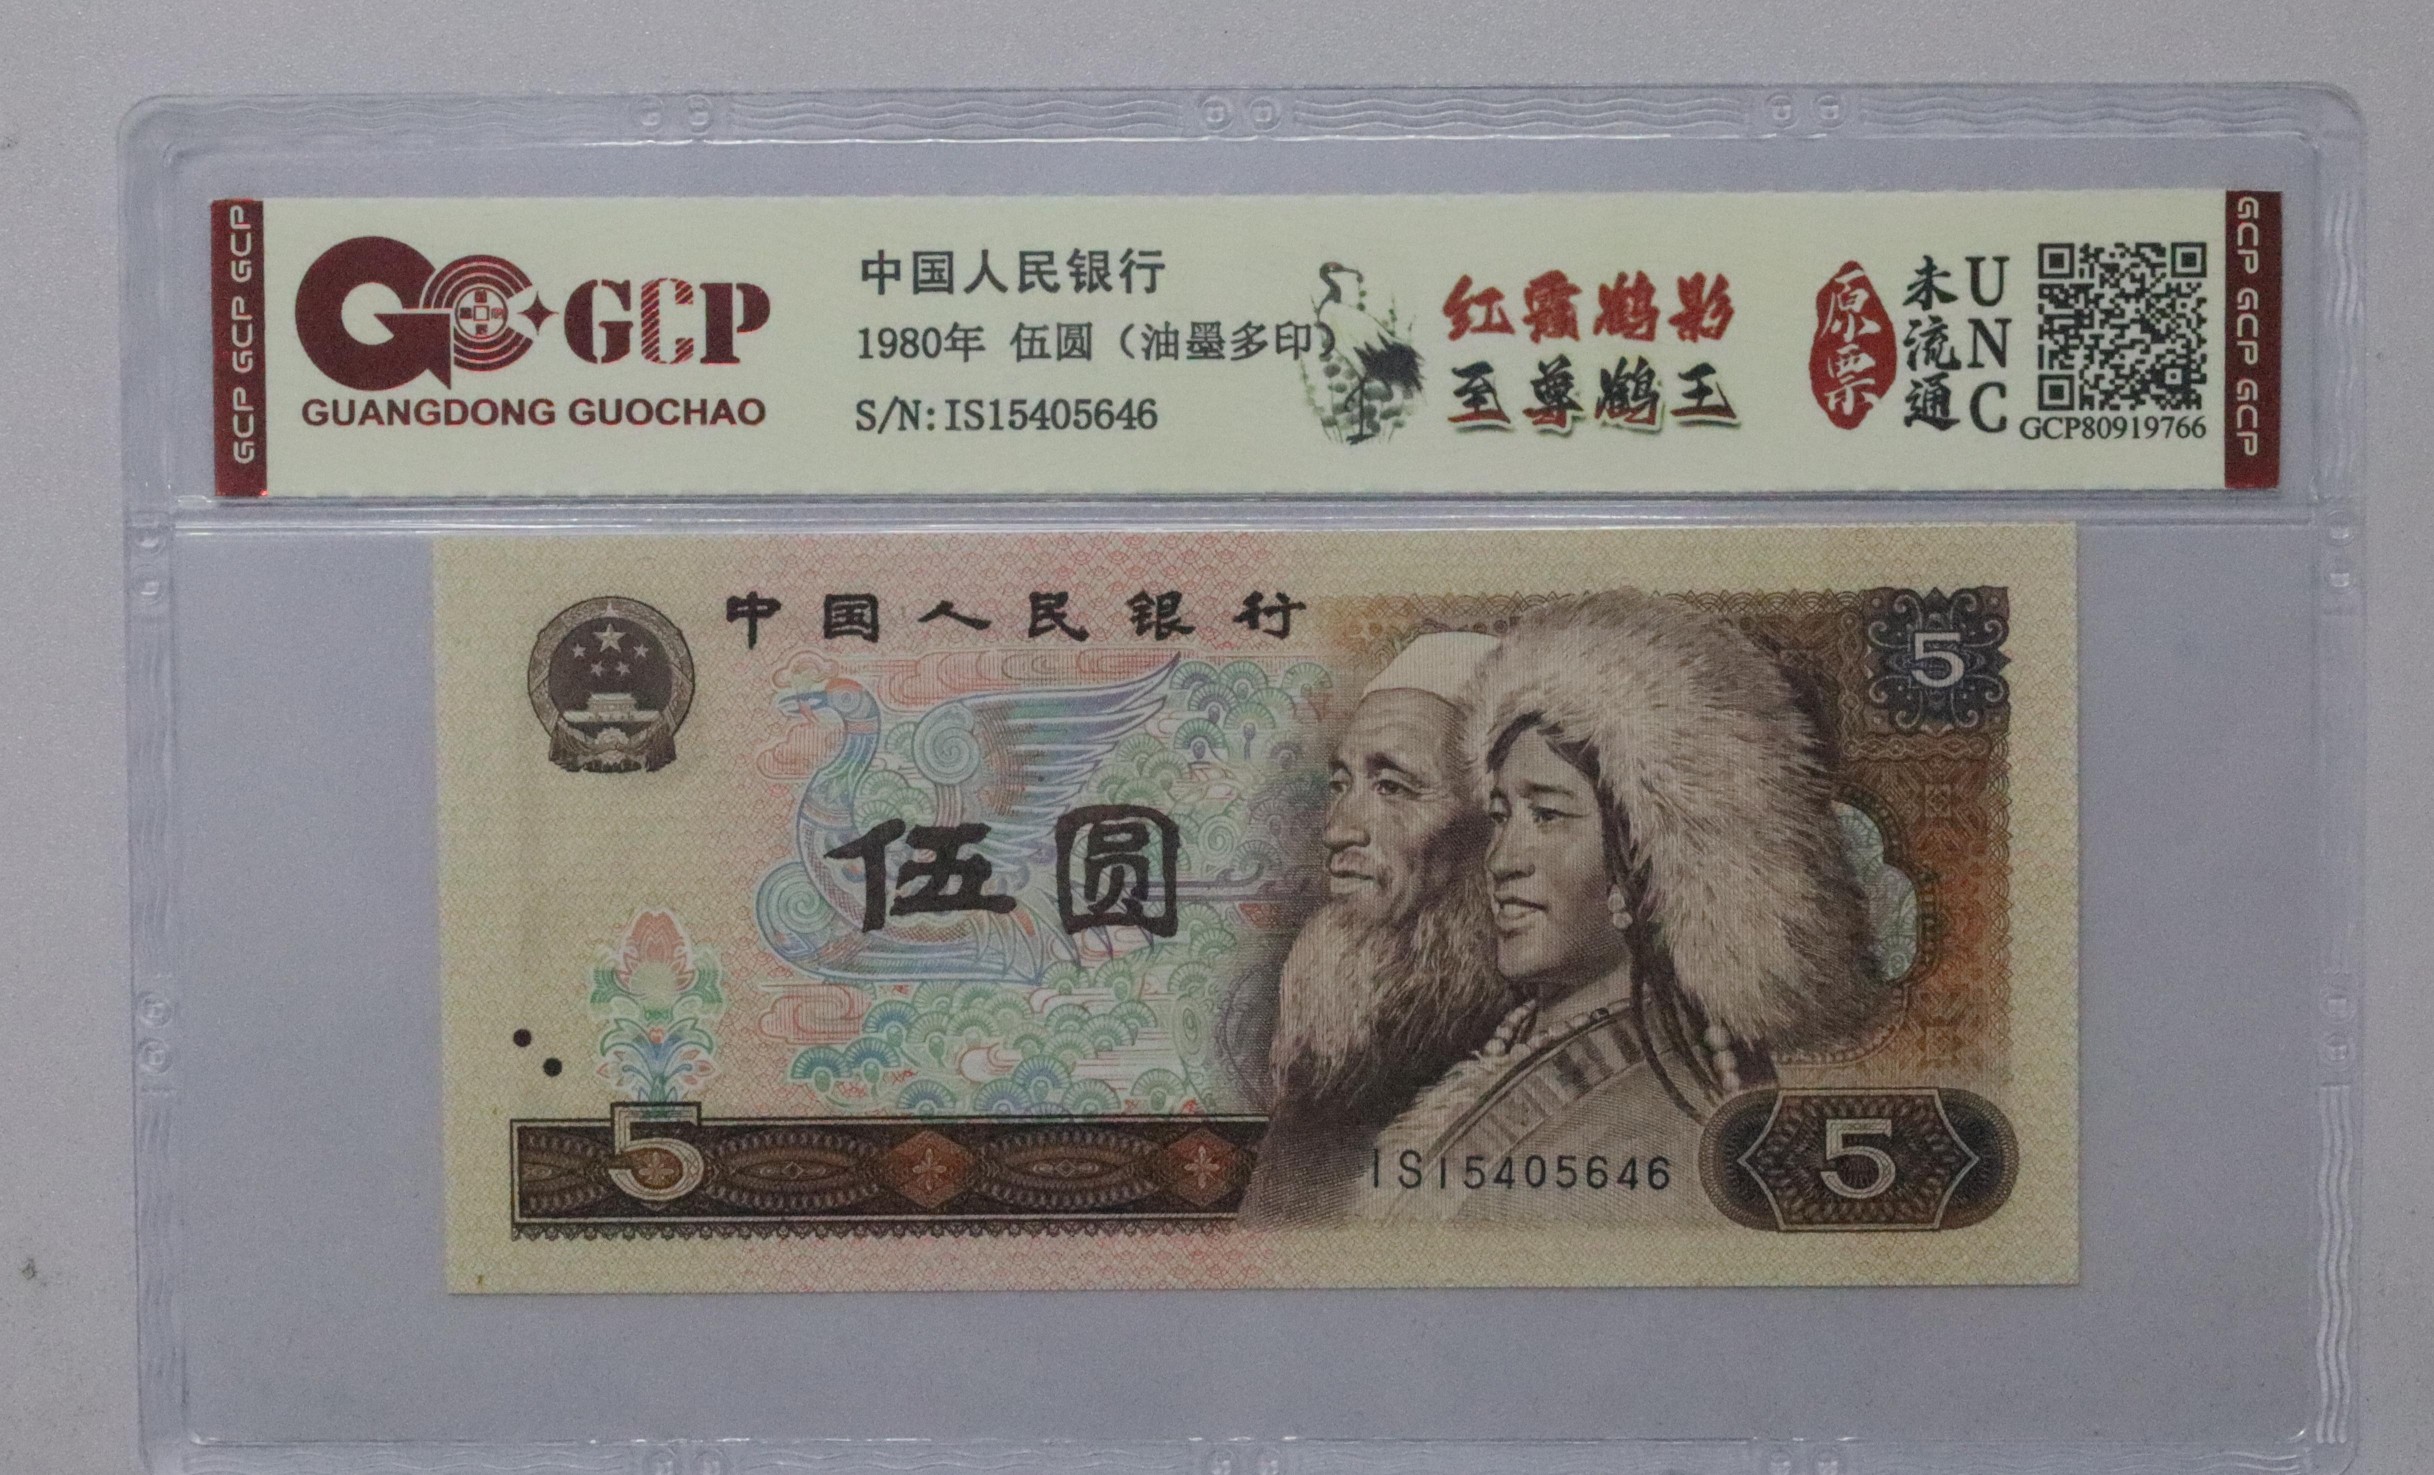 GCP GCP GCP
GCP
GUANGDONG GUOCHAO
中国人民银行
1980年 伍圆（油墨多印）
S/N:IS15405646
红霞鹤影
至尊鹤王
原票
未流通
UNC
GCP80919766
GCP GCP GCP
中国人民银行
5
伍圆
5
IS15405646
5